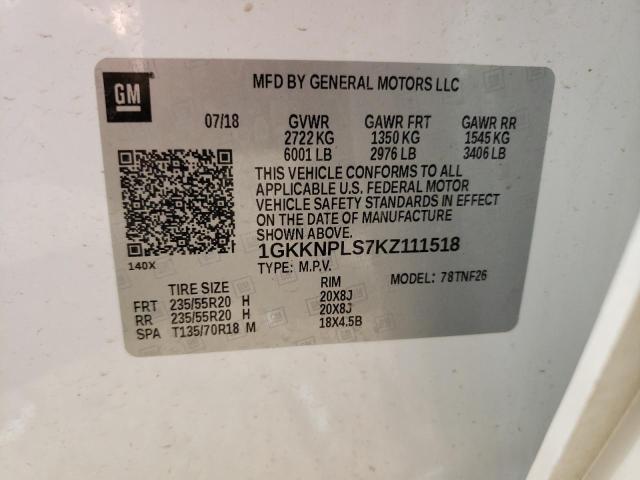 GM
MFD BY GENERAL MOTORS LLC
07/18 GVWR GAWR FRT GAWR RR
2722 KG 1350 KG 1545 KG
6001 LB 2976 LB 3406 LB
THIS VEHICLE CONFORMS TO ALL
APPLICABLE U.S. FEDERAL MOTOR
VEHICLE SAFETY STANDARDS IN EFFECT
ON THE DATE OF MANUFACTURE
SHOWN ABOVE.
1GKKNPLS7KZ111518
140X
TYPE: M.P.V. MODEL: 78TNF26
TIRE SIZE RIM
FRT 235/55R20 H 20X8J
RR 235/55R20 H 20X8J
SPA T135/70R18 M 18X4.5B